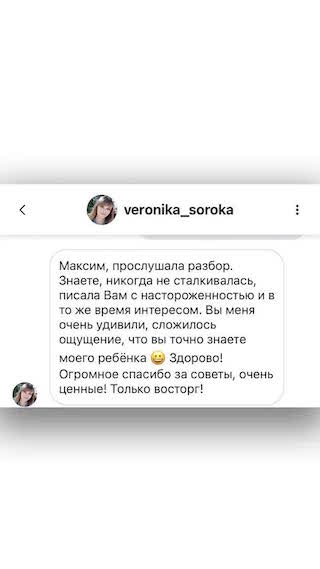 veronika_soroka
Максим, прослушала разбор.
Знаете, никогда не сталкивалась,
писала Вам с настороженностью и в
то же время интересом. Вы меня
очень удивили, сложилось
ощущение, что вы точно знаете
моего ребёнка 😀 Здорово!
Огромное спасибо за советы, очень
ценные! Только восторг!